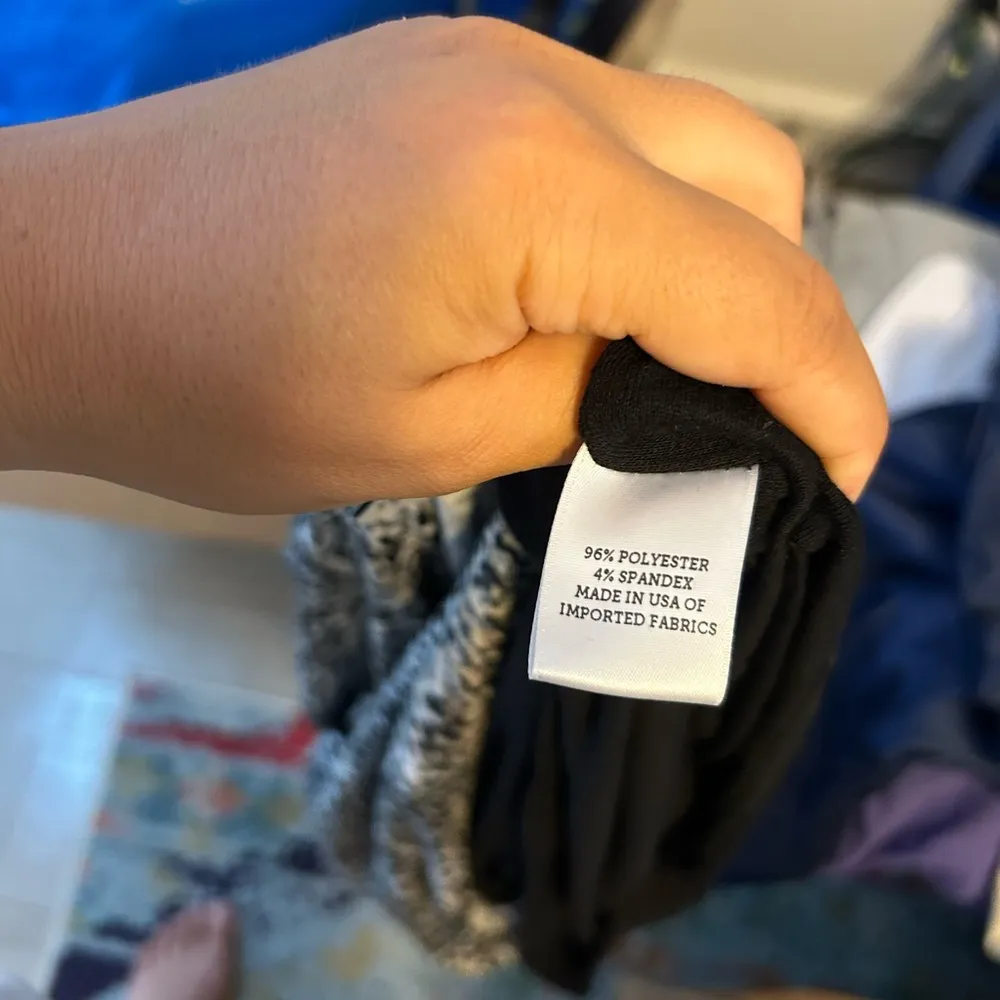 96% POLYESTER
4% SPANDEX
MADE IN USA OF
IMPORTED FABRICS